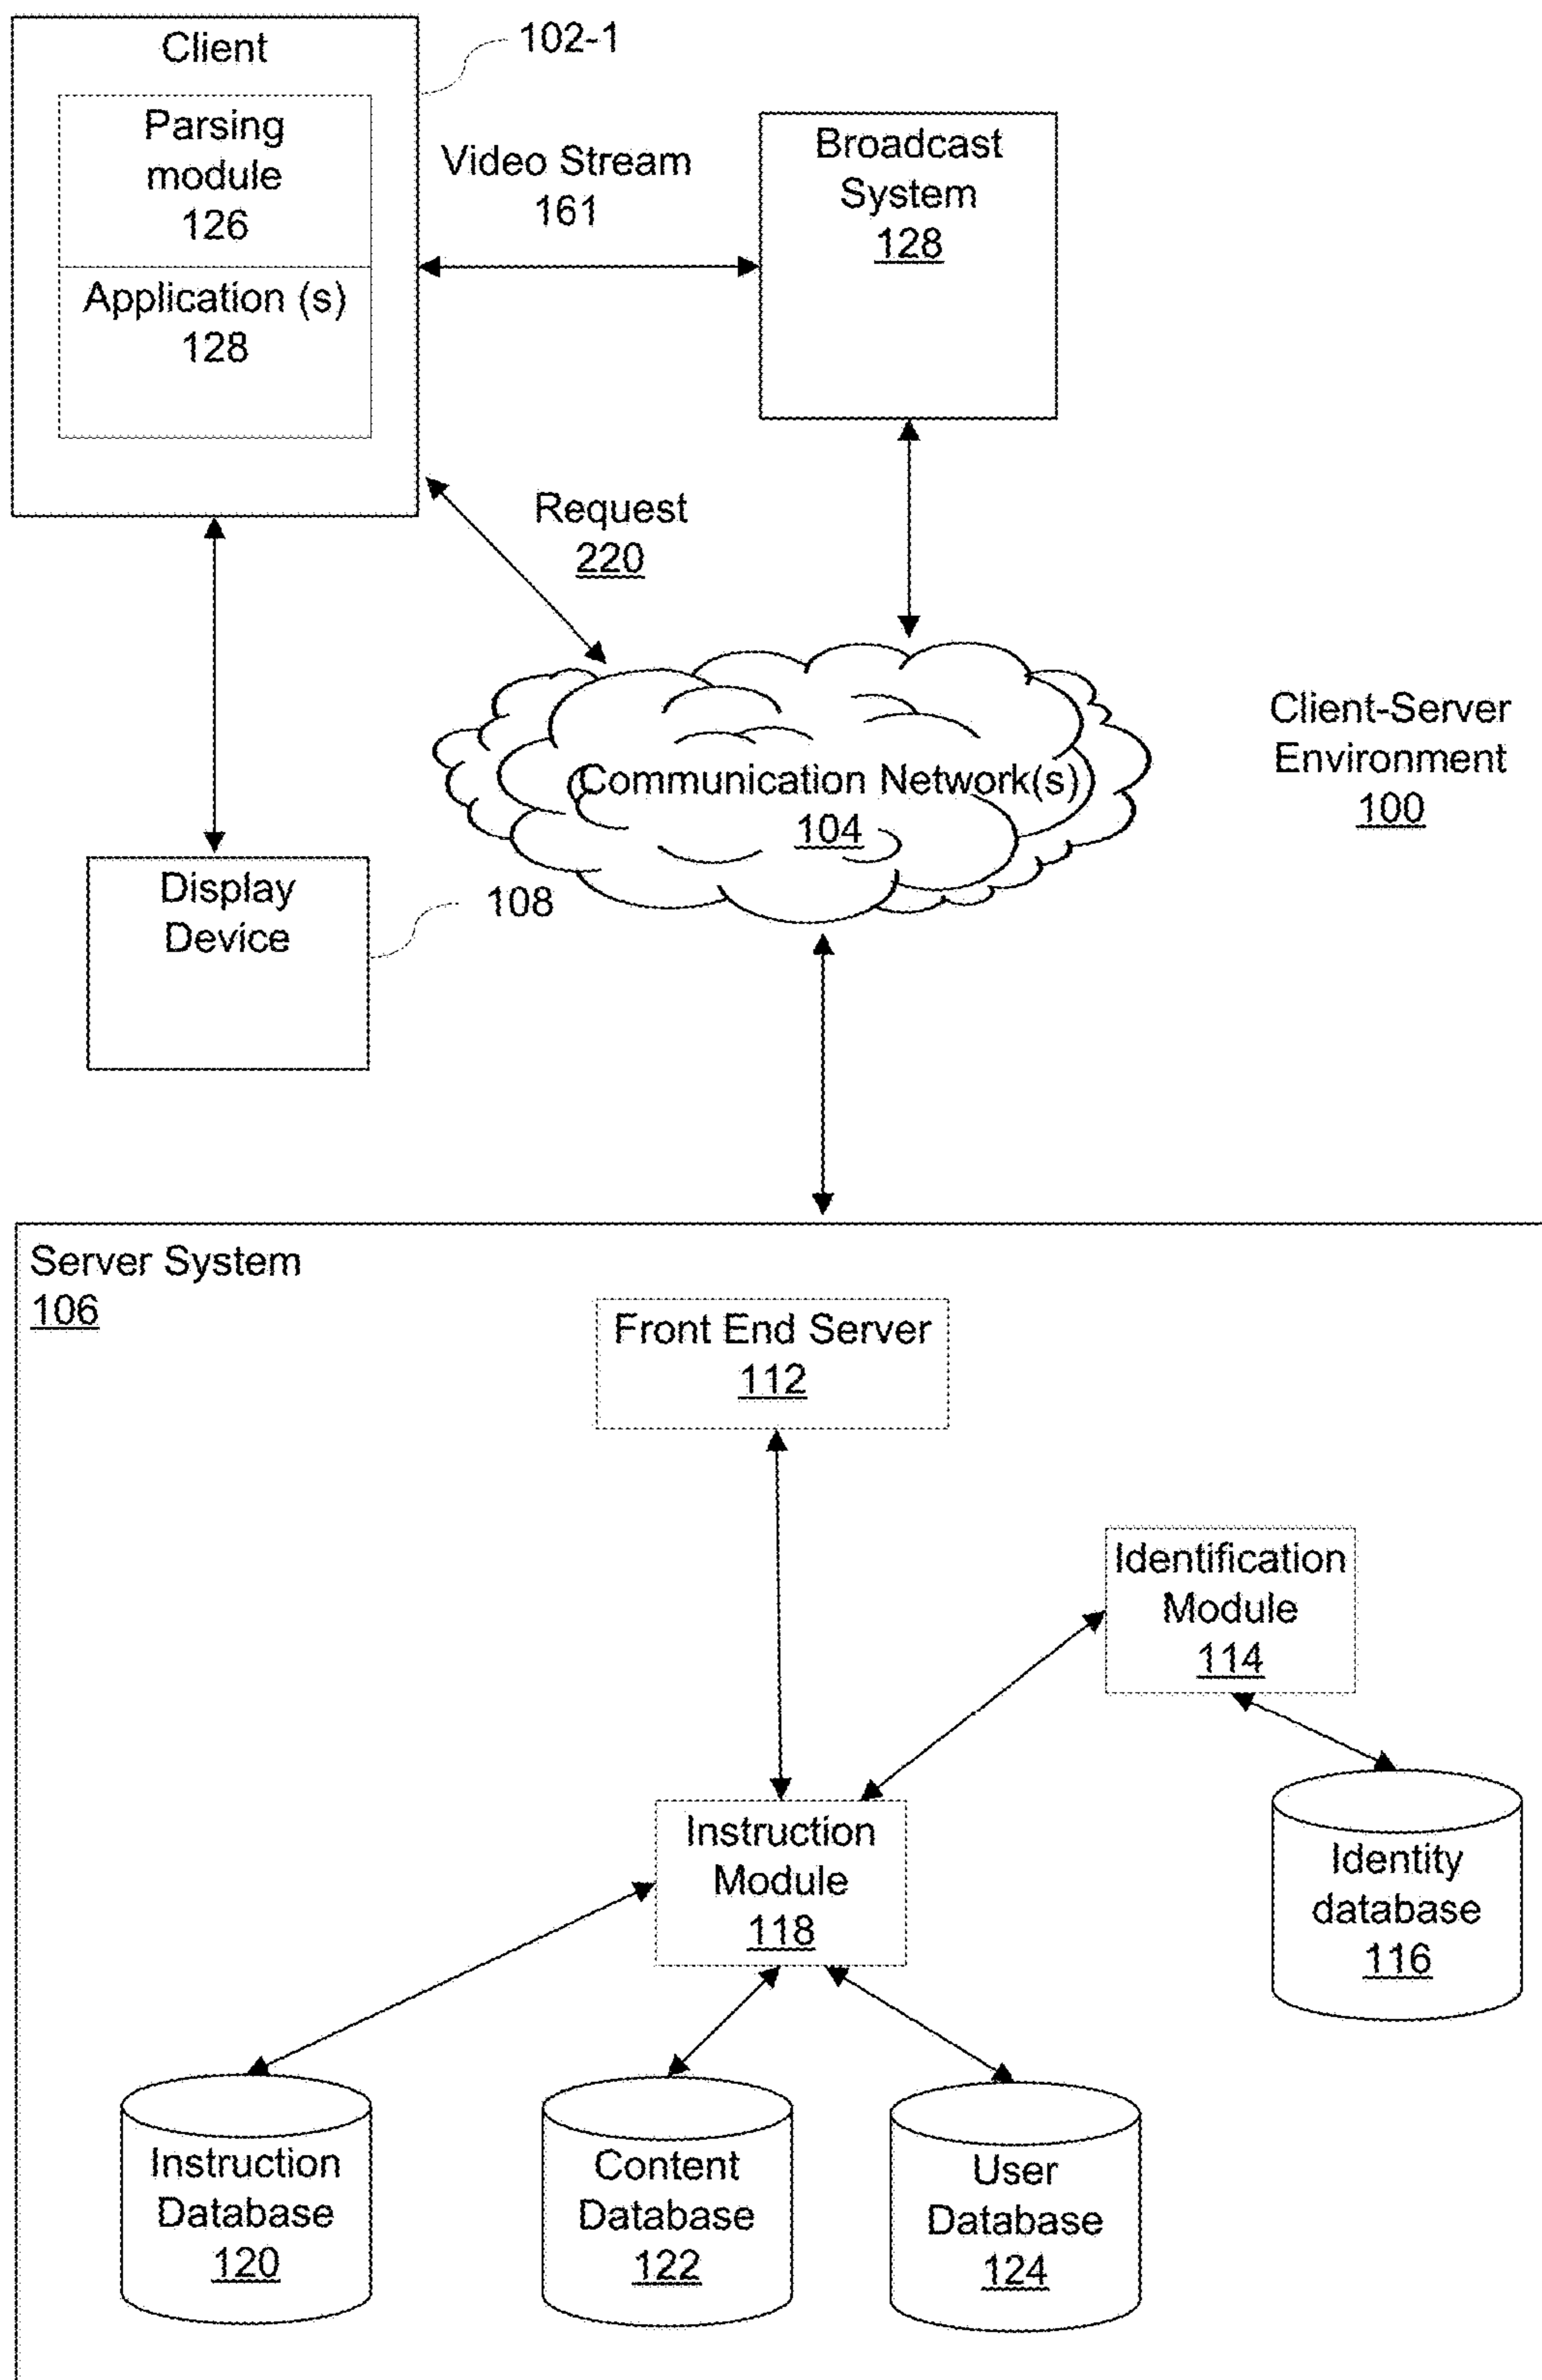 Client
102-1
Parsing
module
126
Application (s)
128
Video Stream
161
Broadcast
System
128
Request
220
Communication Network(s)
104
Client-Server
Environment
100
Display
Device
108
Server System
106
Front End Server
112
Identification
Module
114
Identity
database
116
Instruction
Module
118
Instruction
Database
120
Content
Database
122
User
Database
124